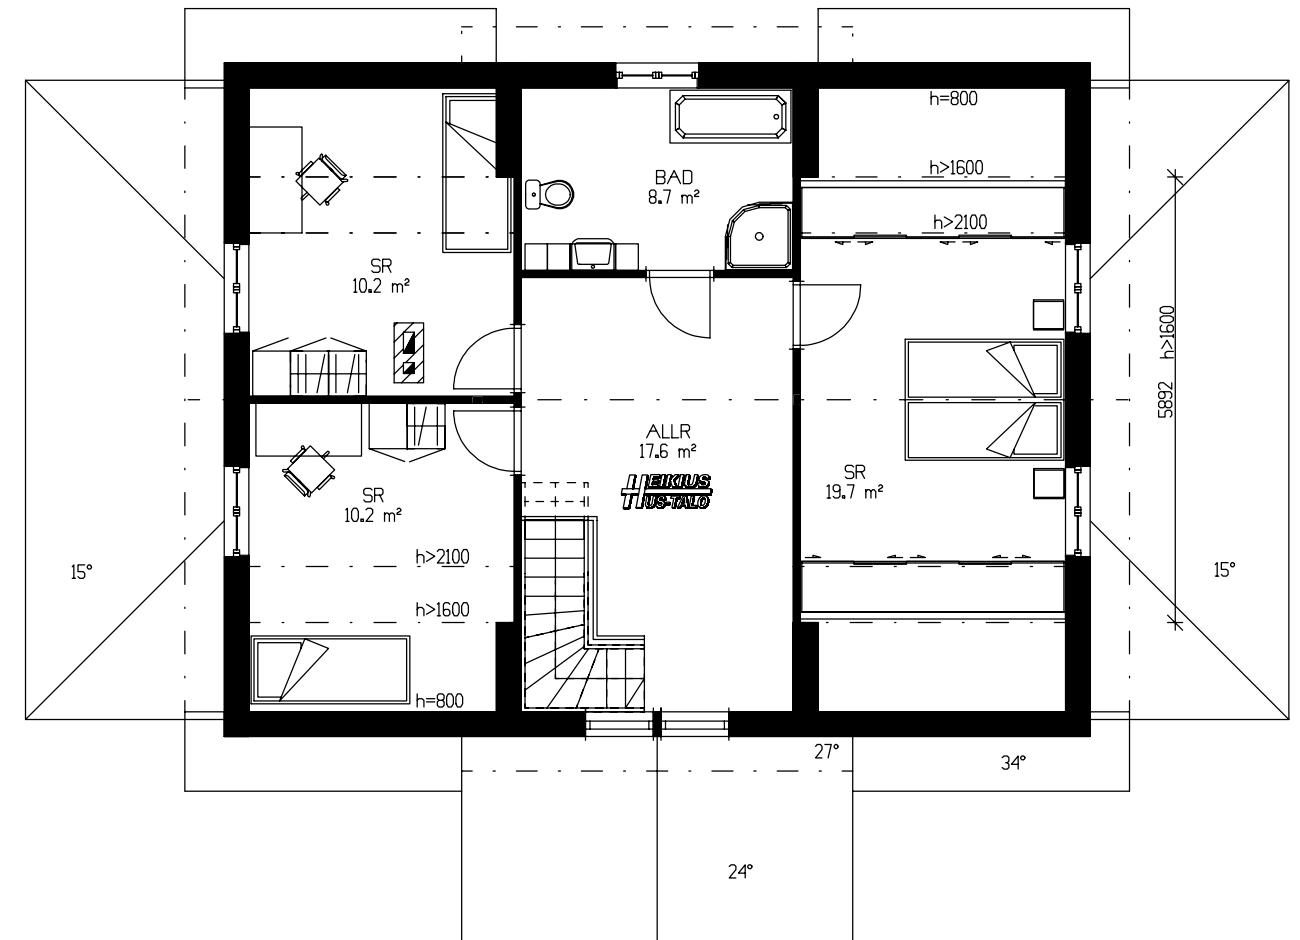 h=800
h>1600
h>2100
BAD
8.7 m²
SR
10.2 m²
5892 h>1600
ALLR
17.6 m²
HEIKIUS
HUS-TALO
SR
19.7 m²
SR
10.2 m²
h>2100
h>1600
h=800
15°
15°
27°
34°
24°